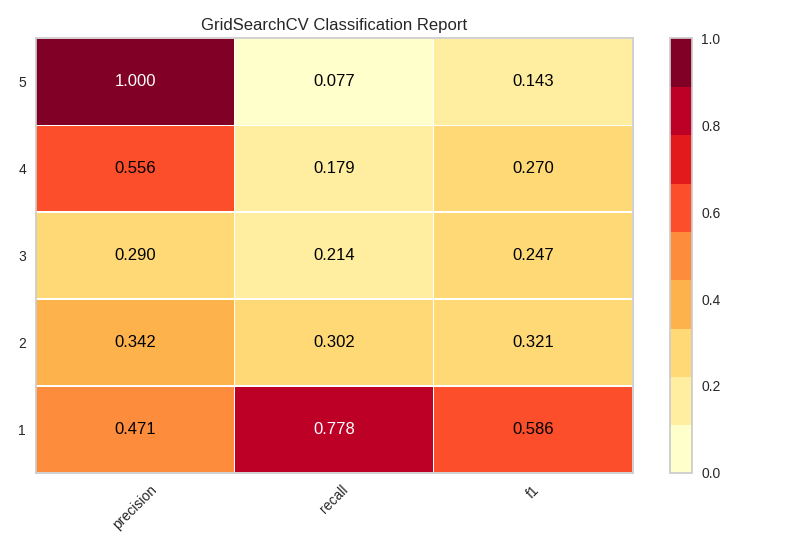 GridSearchCV Classification Report
5 1.000 0.077 0.143
4 0.556 0.179 0.270
3 0.290 0.214 0.247
2 0.342 0.302 0.321
1 0.471 0.778 0.586
precision recall f1
1.0
0.8
0.6
0.4
0.2
0.0